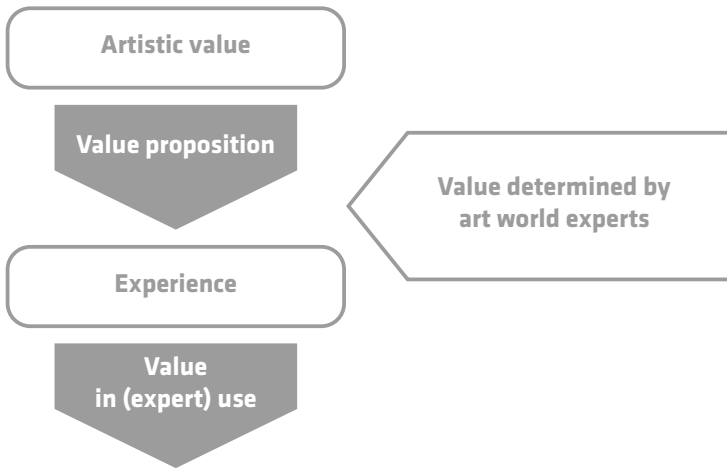 Artistic value
Value proposition
Value determined by
art world experts
Experience
Value
in (expert) use